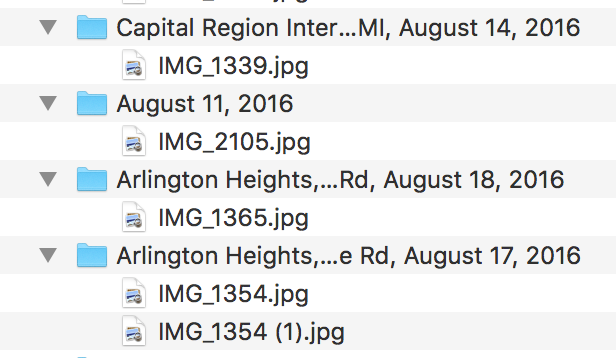 Capital Region Inter...MI, August 14, 2016
IMG_1339.jpg
August 11, 2016
IMG_2105.jpg
Arlington Heights,...Rd, August 18, 2016
IMG_1365.jpg
Arlington Heights,...e Rd, August 17, 2016
IMG_1354.jpg
IMG_1354 (1).jpg